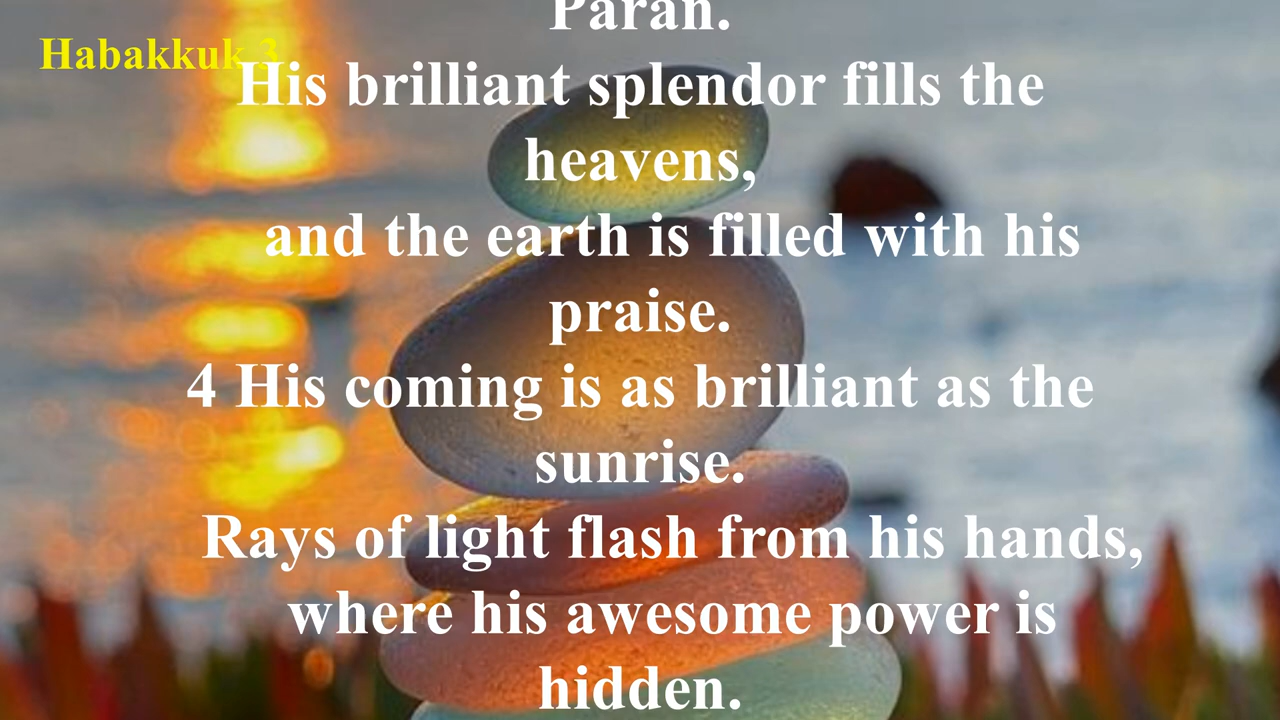 Paran.
Habakkuk 3
His brilliant splendor fills the
heavens,
and the earth is filled with his
praise.
4 His coming is as brilliant as the
sunrise.
Rays of light flash from his hands,
where his awesome power is
hidden.